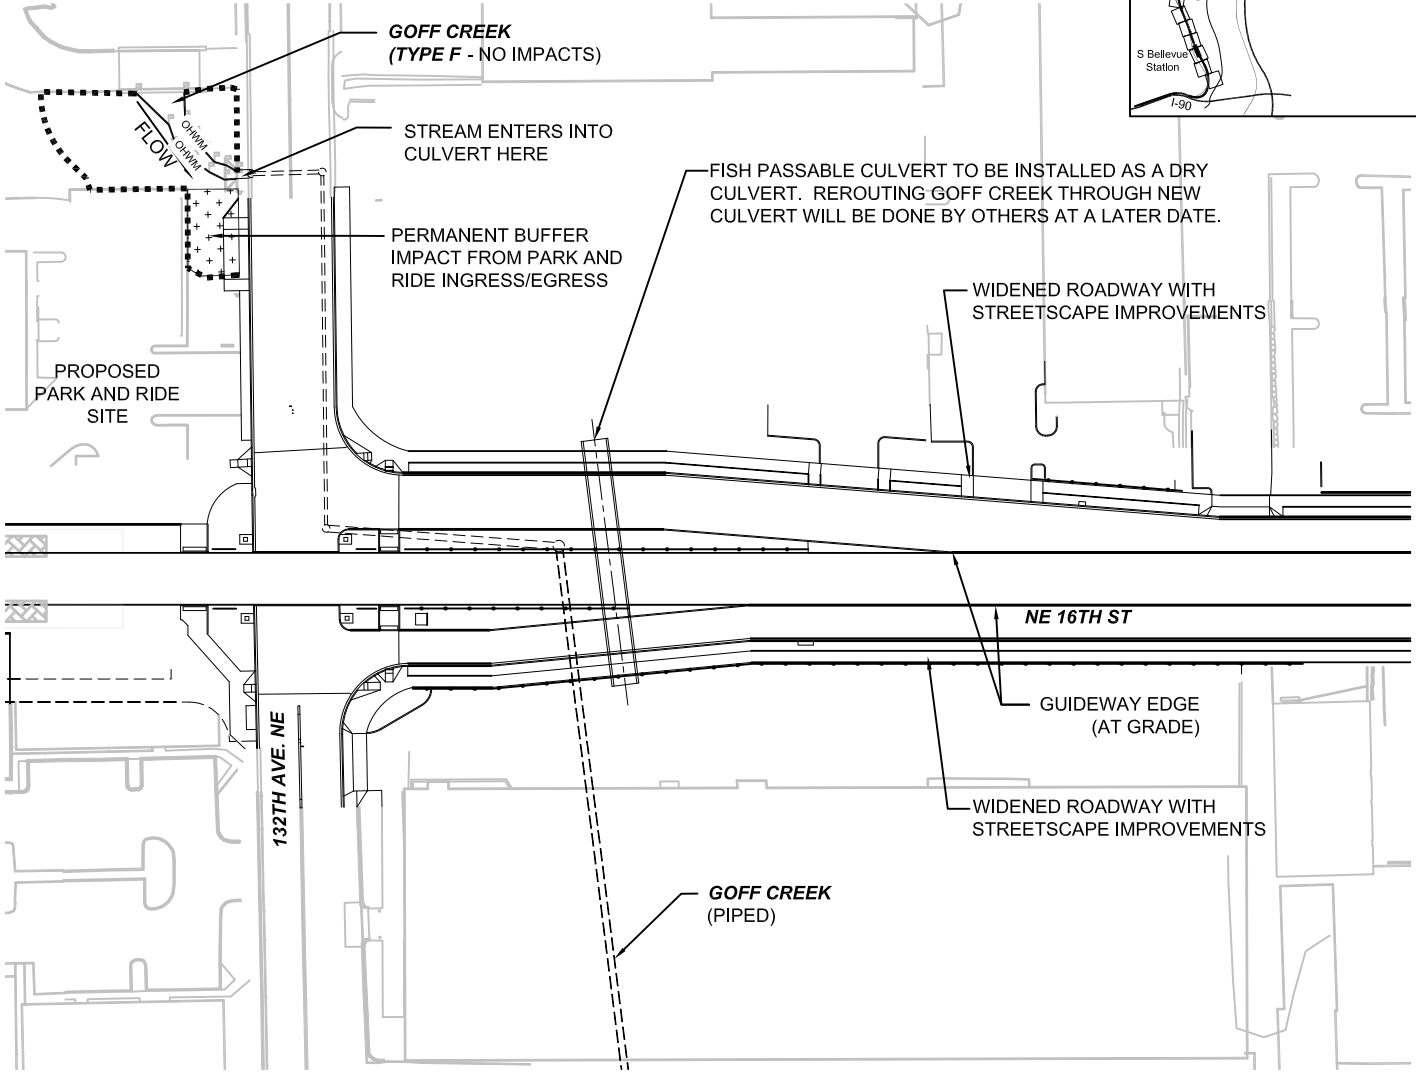 GOFF CREEK
(TYPE F - NO IMPACTS)
S Bellevue
Station
I-90
OHWM
OHWM
FLOW
STREAM ENTERS INTO
CULVERT HERE
FISH PASSABLE CULVERT TO BE INSTALLED AS A DRY
CULVERT. REROUTING GOFF CREEK THROUGH NEW
CULVERT WILL BE DONE BY OTHERS AT A LATER DATE.
PERMANENT BUFFER
IMPACT FROM PARK AND
RIDE INGRESS/EGRESS
WIDENED ROADWAY WITH
STREETSCAPE IMPROVEMENTS
PROPOSED
PARK AND RIDE
SITE
NE 16TH ST
GUIDEWAY EDGE
(AT GRADE)
132TH AVE. NE
WIDENED ROADWAY WITH
STREETSCAPE IMPROVEMENTS
GOFF CREEK
(PIPED)